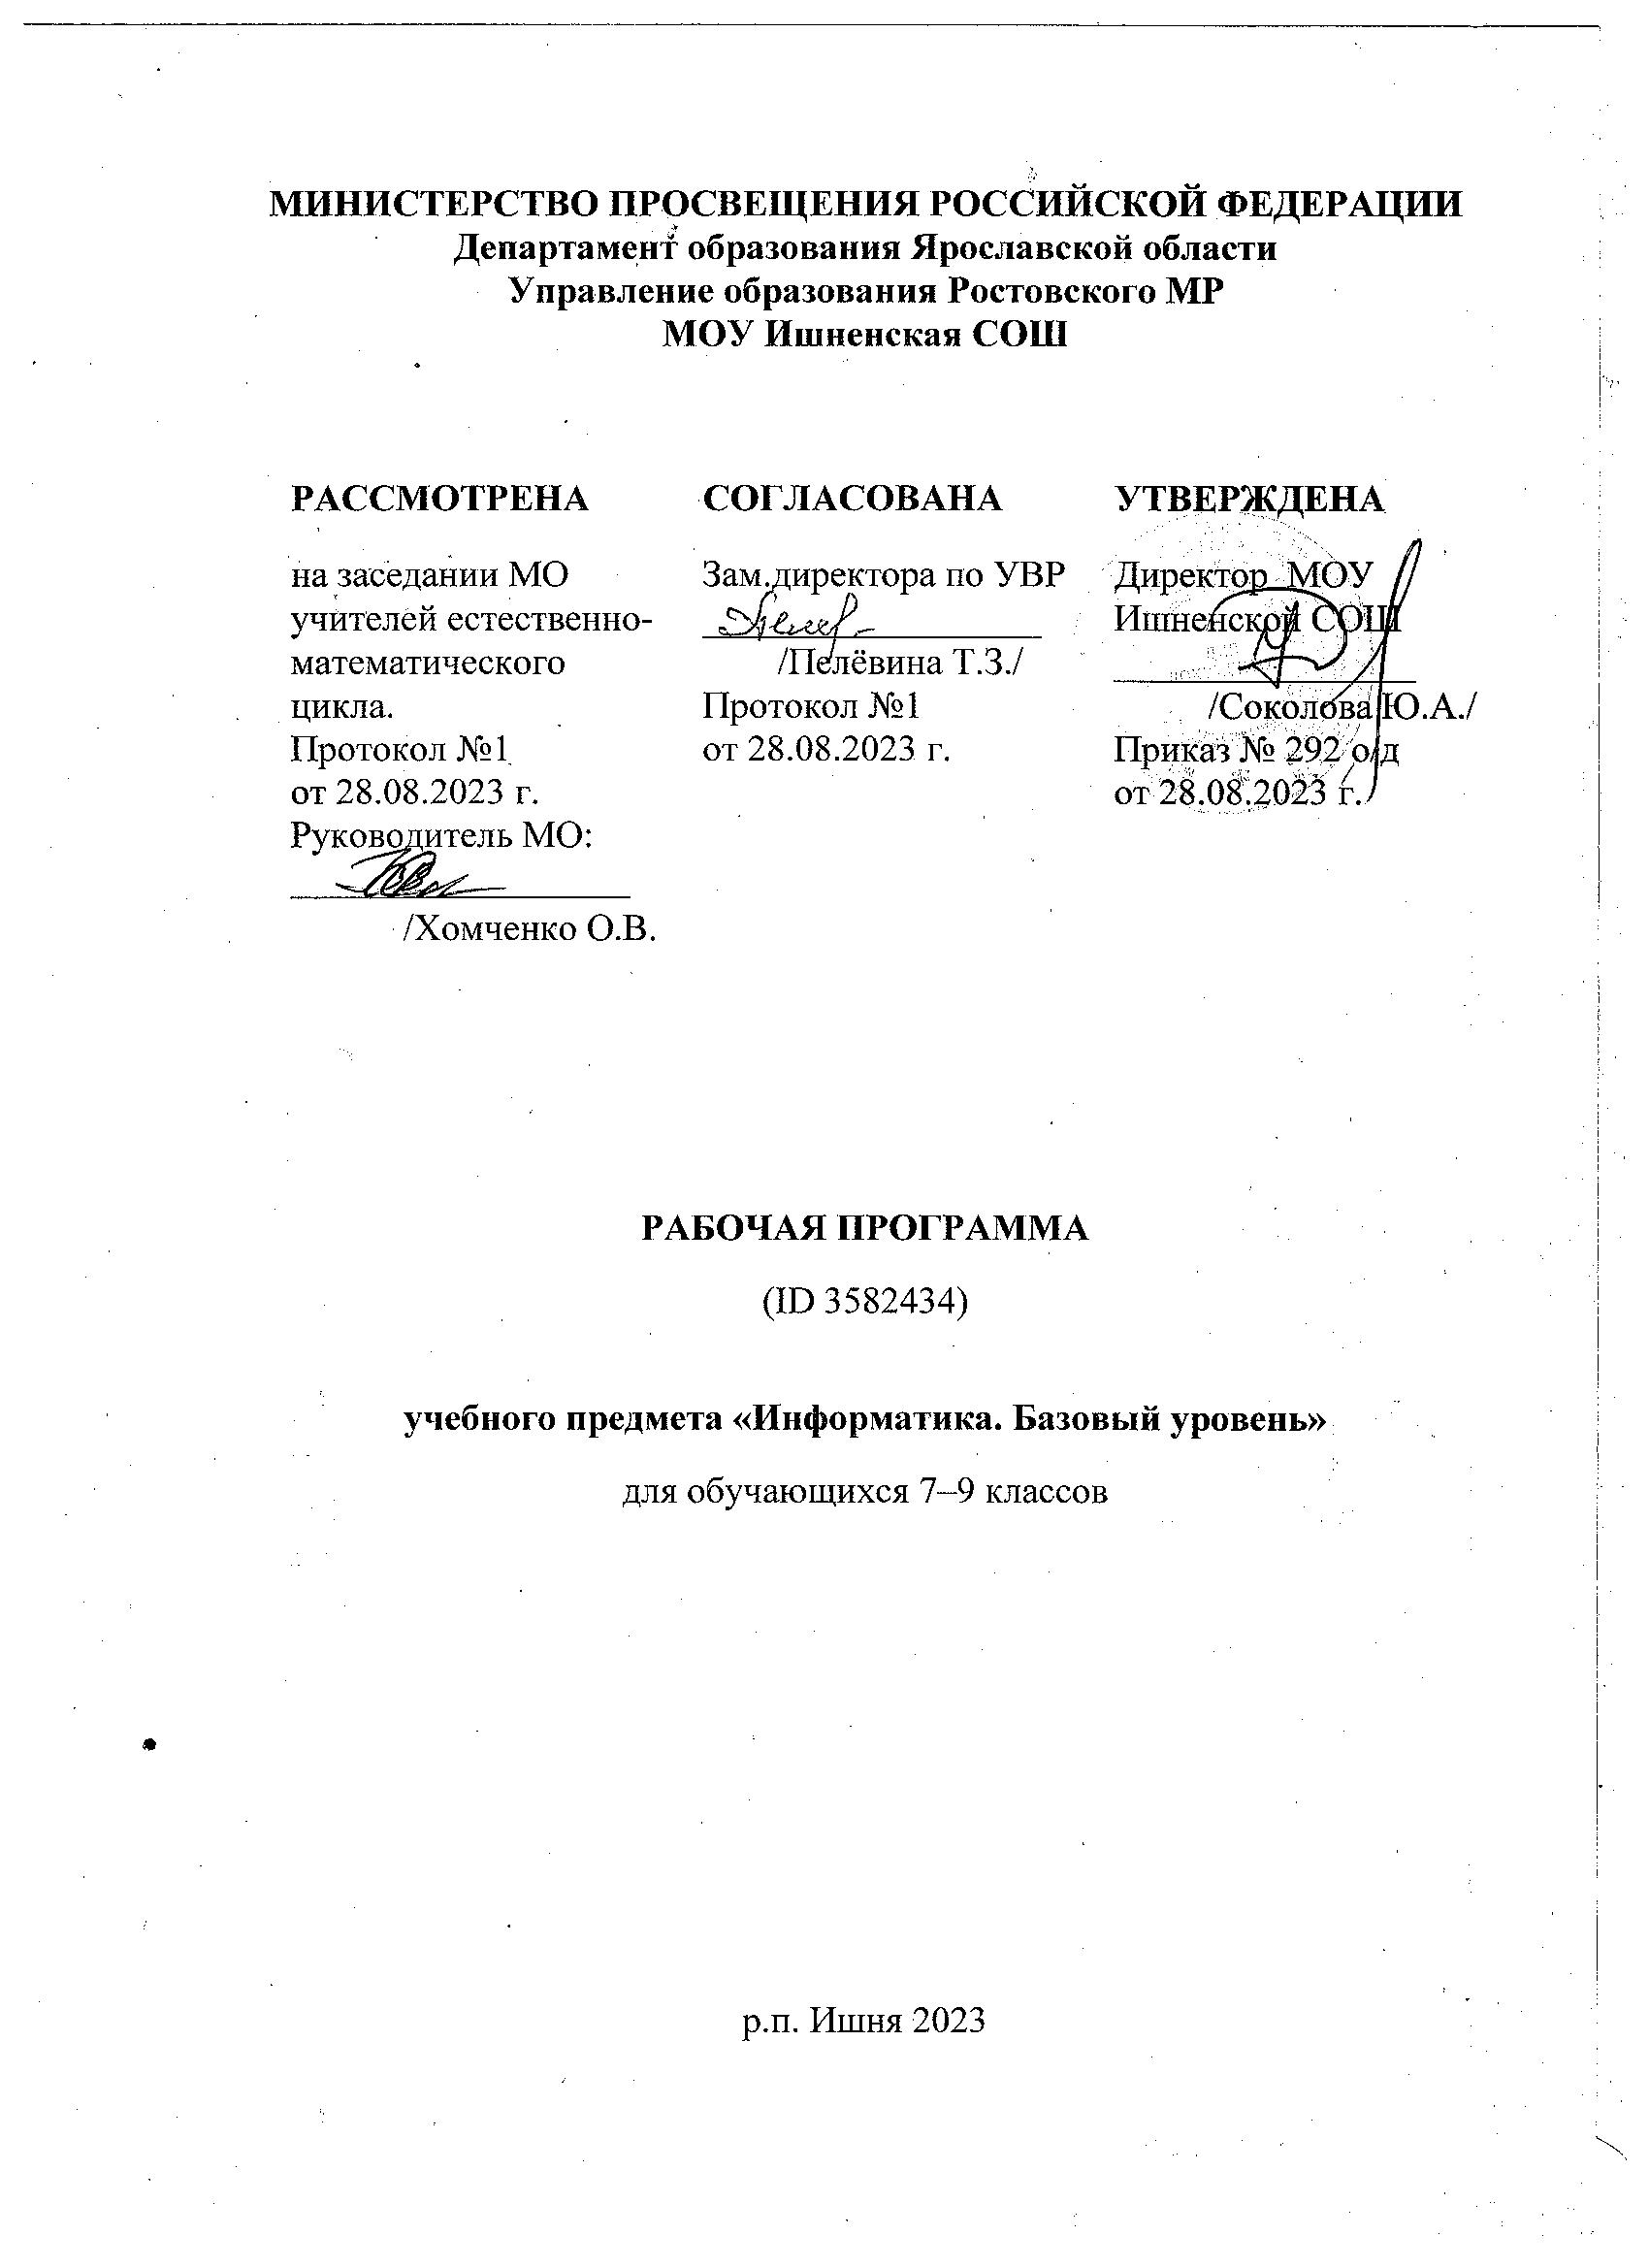 МИНИСТЕРСТВО ПРОСВЕЩЕНИЯ РОССИЙСКОЙ ФЕДЕРАЦИИ
Департамент образования Ярославской области
Управление образования Ростовского МР
МОУ Ишненская СОШ
РАССМОТРЕНА
на заседании МО
учителей естественно-
математического
цикла.
Протокол №1
от 28.08.2023 г.
Руководитель МО:
/Хомченко О.В.
СОГЛАСОВАНА
Зам.директора по УВР
/Пелёвина Т.З./
Протокол №1
от 28.08.2023 г.
УТВЕРЖДЕНА
Директор МОУ
Ишненской СОШ
/Соколова Ю.А./
Приказ № 292 о/д
от 28.08.2023 г.
РАБОЧАЯ ПРОГРАММА
(ID 3582434)
учебного предмета «Информатика. Базовый уровень»
для обучающихся 7–9 классов
р.п. Ишня 2023